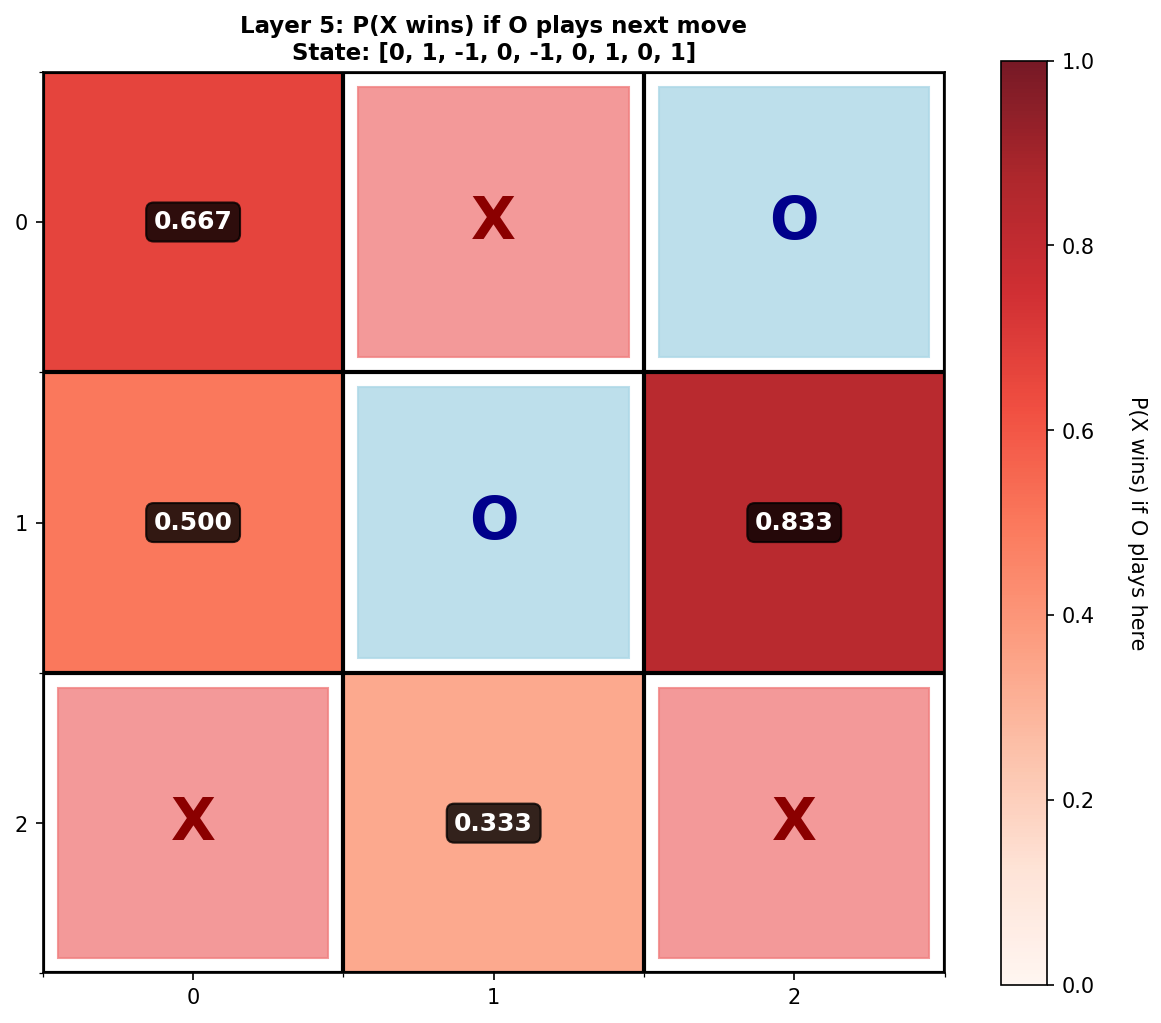 Layer 5: P(X wins) if O plays next move
State: [0, 1, -1, 0, -1, 0, 1, 0, 1]
0
0.667
X
O
1
0.500
O
0.833
2
X
0.333
X
0
1
2
1.0
0.8
0.6
0.4
0.2
0.0
P(X wins) if O plays here